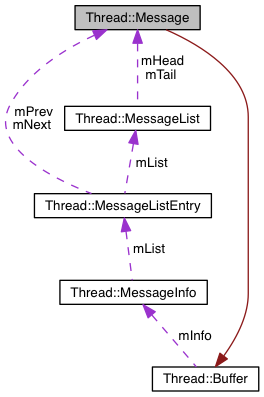 Thread::Message
mHead
mTail
mPrev
mNext
Thread::MessageList
mList
Thread::MessageListEntry
mList
Thread::MessageInfo
mInfo
Thread::Buffer